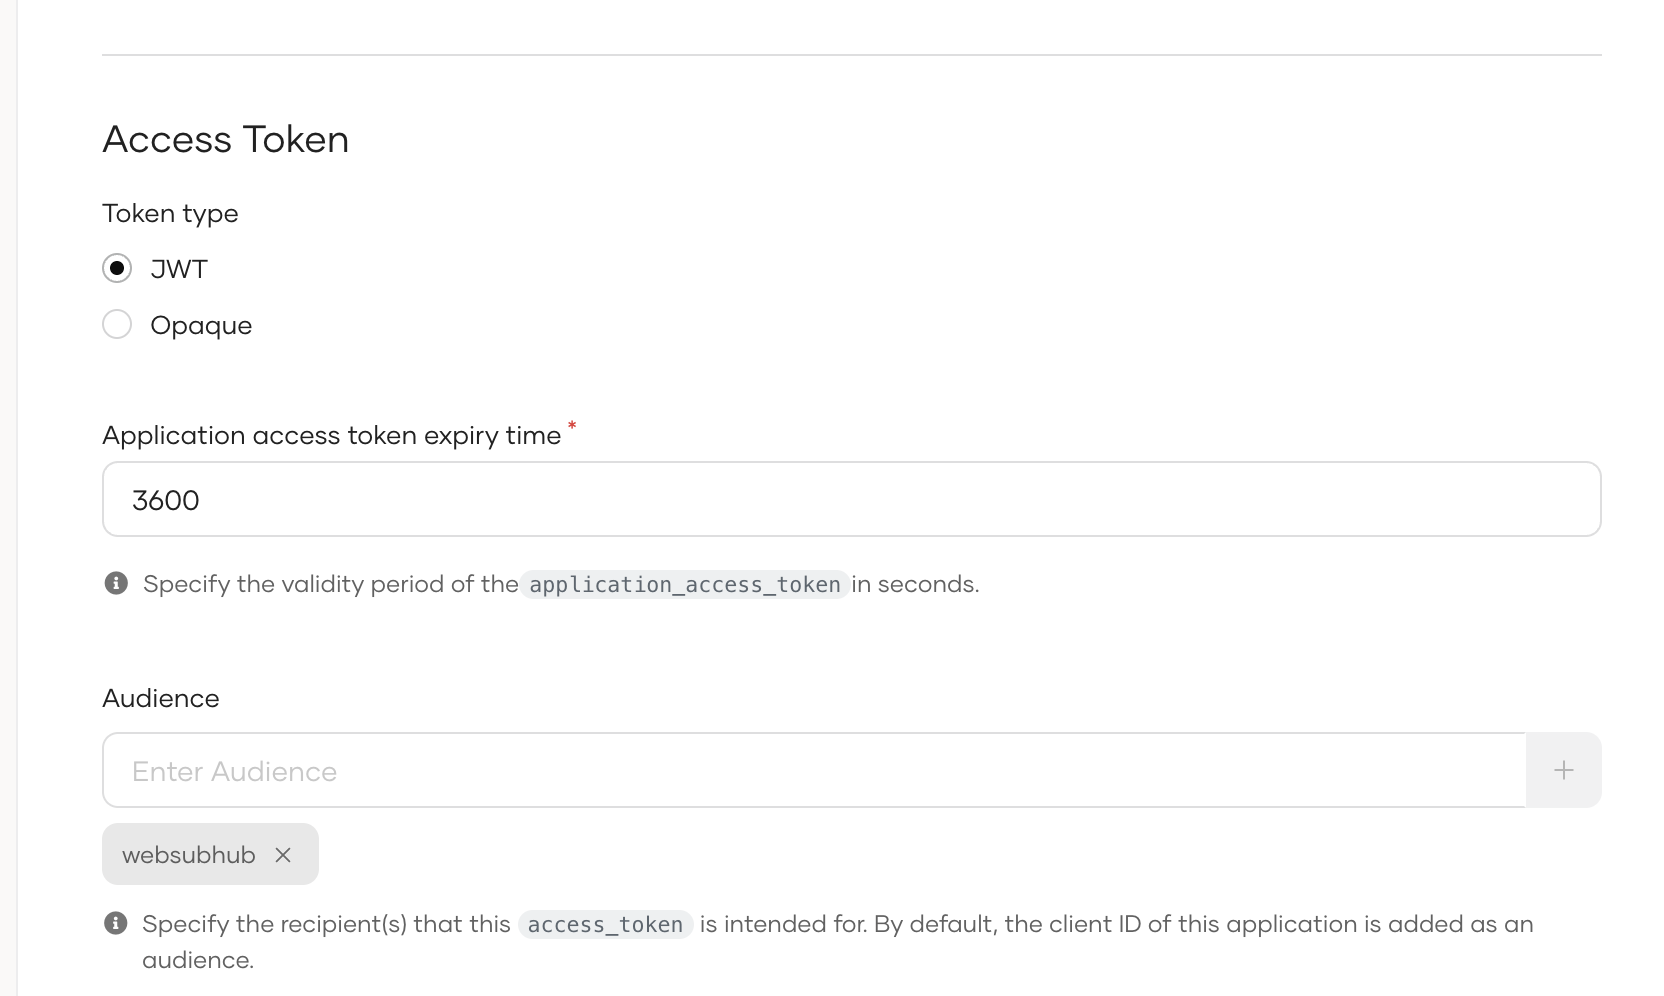 Access Token
Token type
JWT
Opaque
Application access token expiry time *
3600
Specify the validity period of the application_access_token in seconds.
Audience
Enter Audience
+
websubhub ×
Specify the recipient(s) that this access_token is intended for. By default, the client ID of this application is added as an
audience.